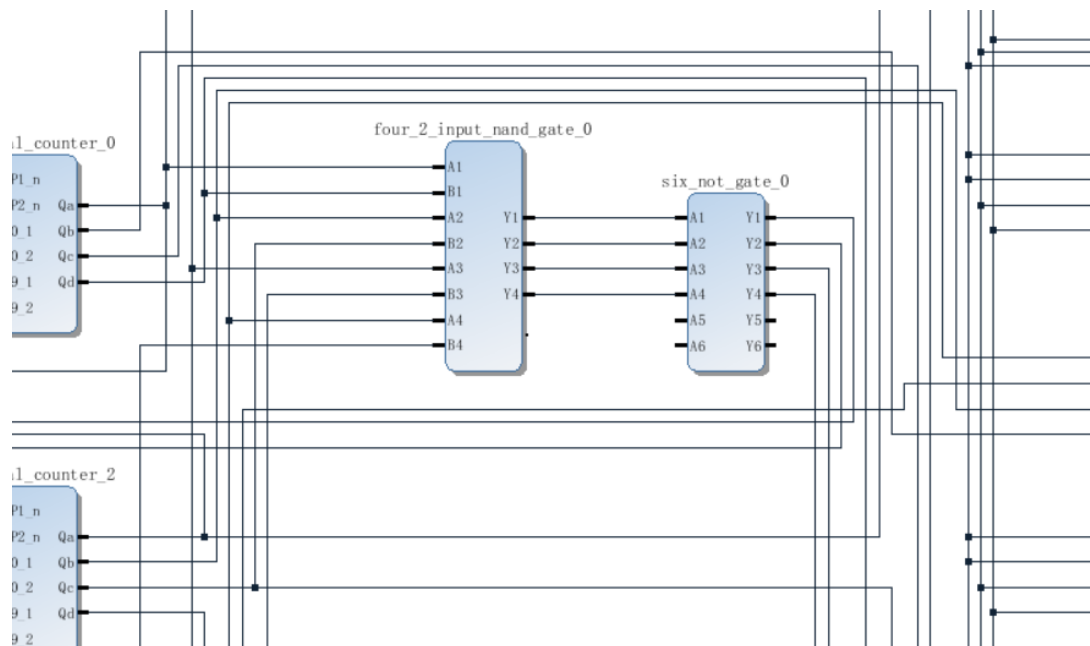 l_counter_0
P1_n
P2_n Qa
0_1 Qb
0_2 Qc
9_1 Qd
9_2
four_2_input_nand_gate_0
A1
B1
A2 Y1
B2 Y2
A3 Y3
B3 Y4
A4
B4
six_not_gate_0
A1 Y1
A2 Y2
A3 Y3
A4 Y4
A5 Y5
A6 Y6
al_counter_2
P1_n
P2_n Qa
0_1 Qb
0_2 Qc
9_1 Qd
9_2